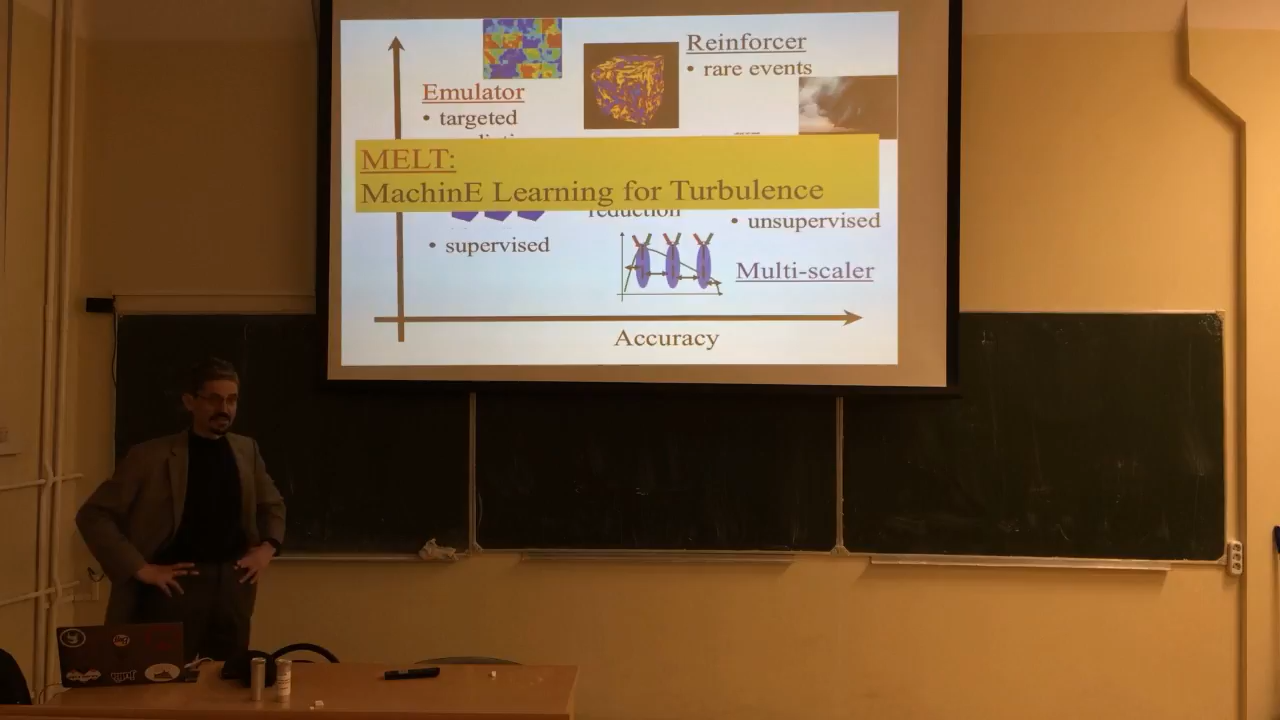 Reinforcer
• rare events
Emulator
• targeted
MELT:
MachinE Learning for Turbulence
reduction
• unsupervised
• supervised
Multi-scaler
Accuracy